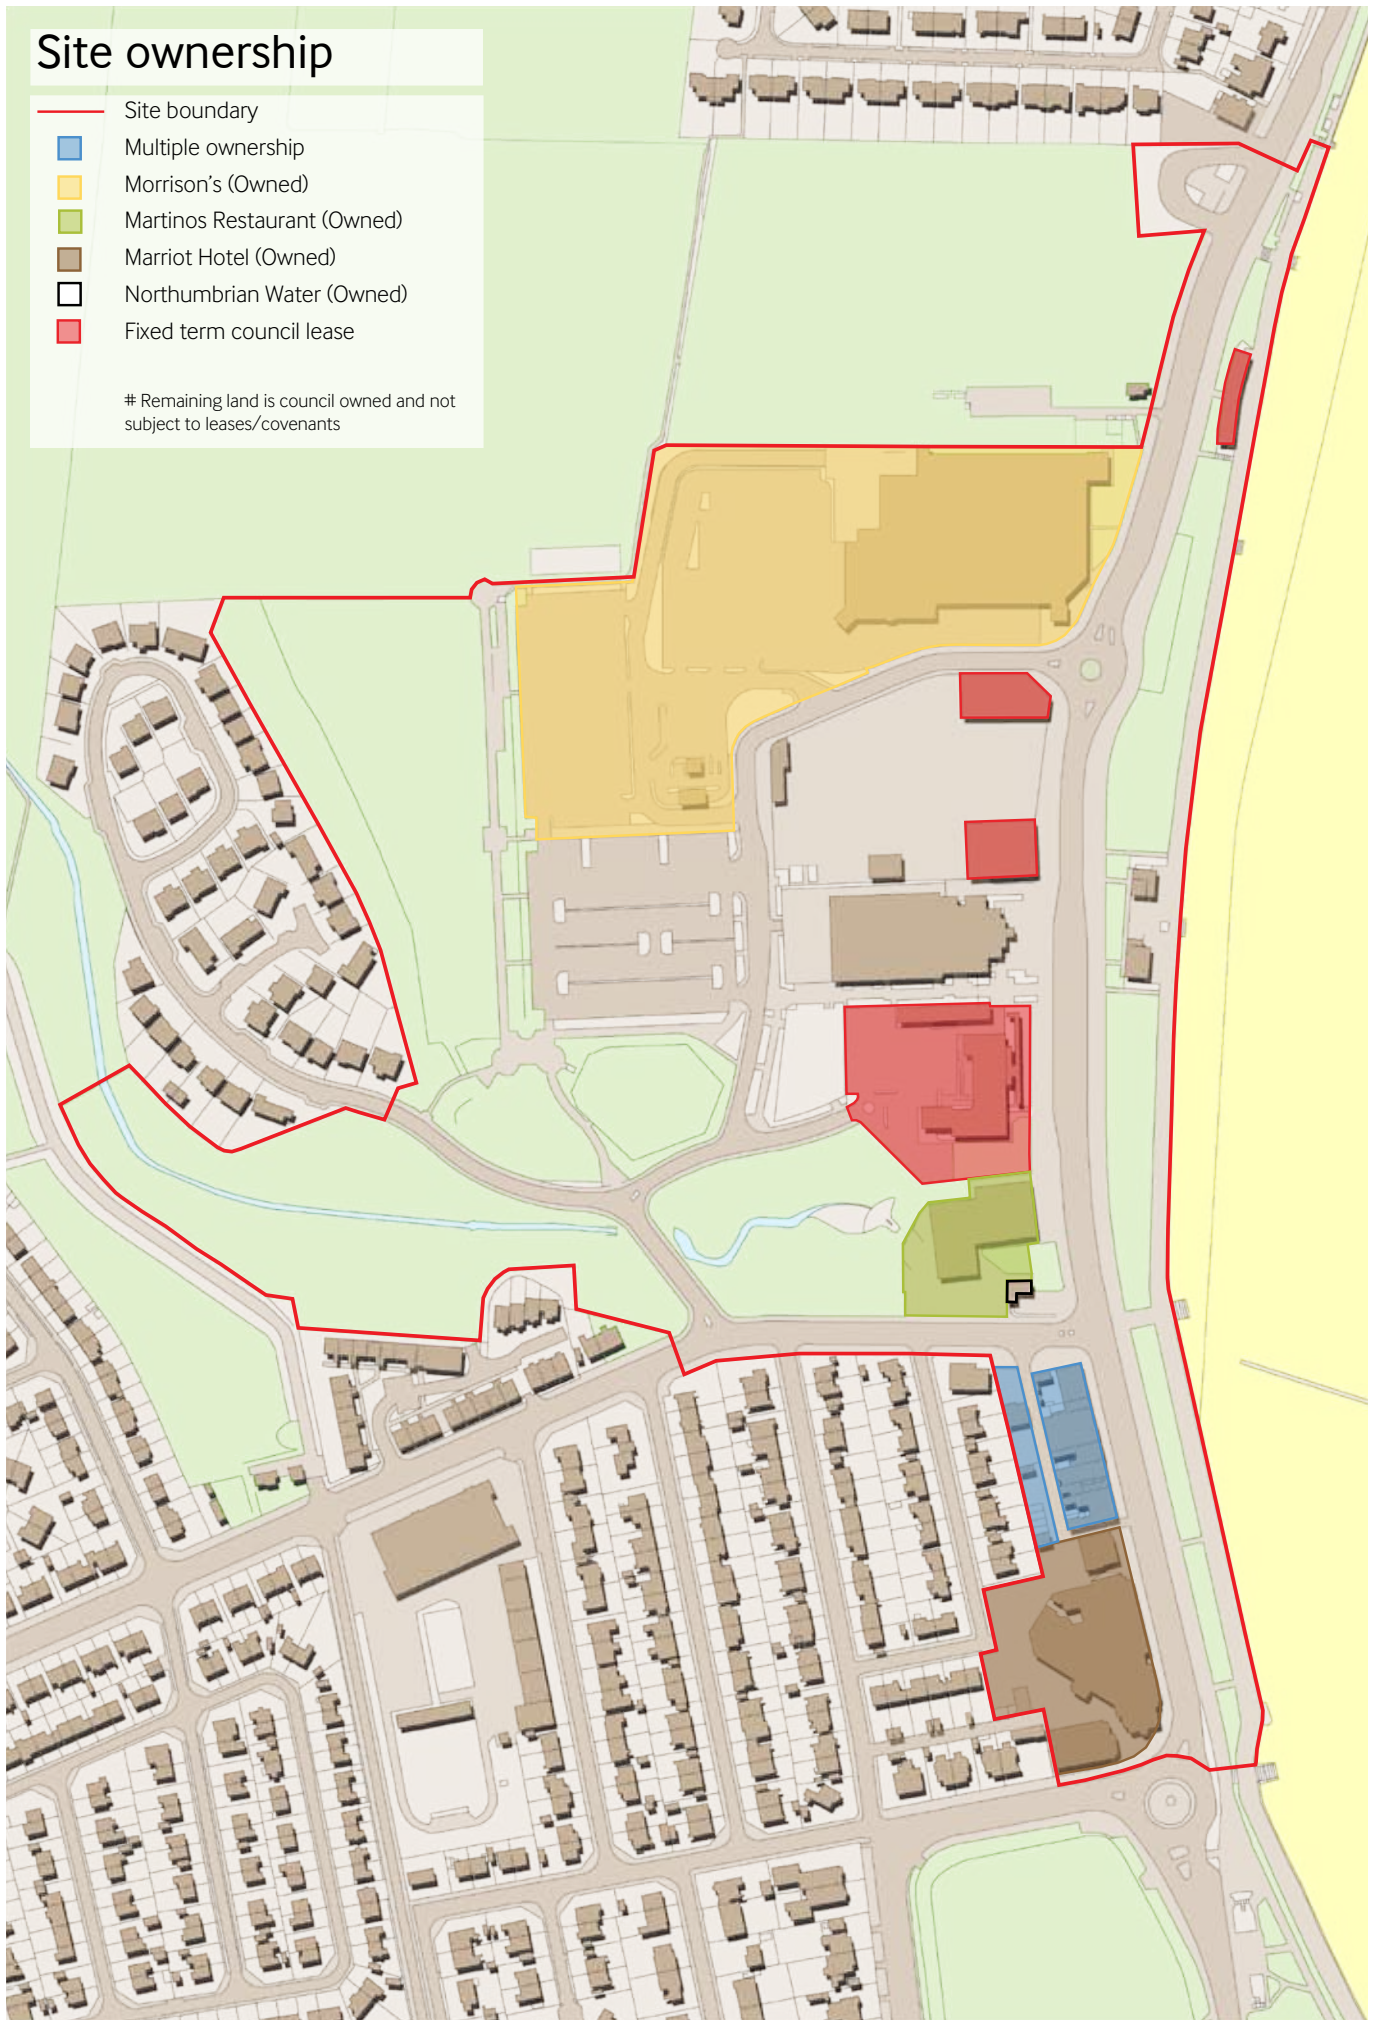 Site ownership
Site boundary
Multiple ownership
Morrison's (Owned)
Martinos Restaurant (Owned)
Marriot Hotel (Owned)
Northumbrian Water (Owned)
Fixed term council lease
# Remaining land is council owned and not
subject to leases/covenants